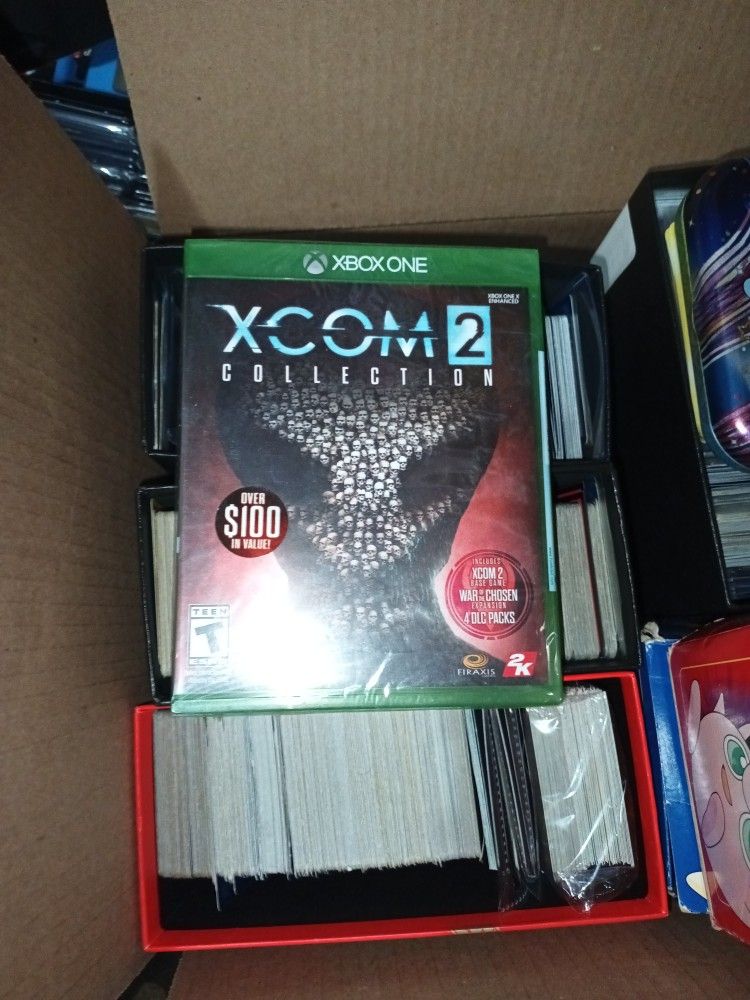 XBOX ONE
XBOX ONE X
ENHANCED
XCOM 2
COLLECTION
OVER
$100
IN VALUE!
INCLUDES
XCOM 2
BASE GAME
WAR OF THE CHOSEN
EXPANSION
4 DLC PACKS
TEEN
T
ESRB
FIRAXIS
2K